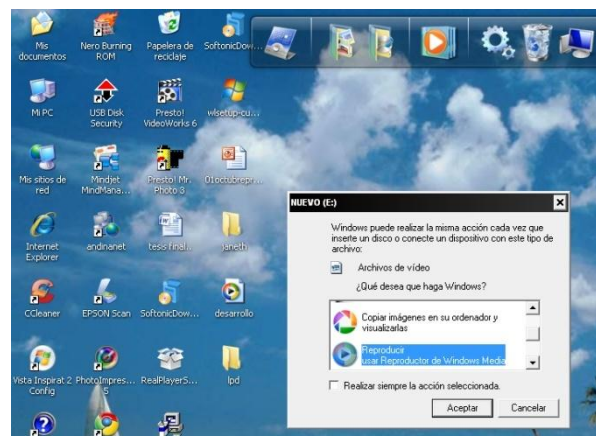 Mis documentos
Nero Burning ROM
Papelera de reciclaje
SoftonicDow...
Mi PC
USB Disk Security
Presto! VideoWorks 6
wlsetup-cu...
Mis sitios de red
Mindjet MindMana...
Presto! Mr. Photo 3
01octubrepr...
Internet Explorer
andinanet
tesis final...
janeth
CCleaner
EPSON Scan
SoftonicDow...
desarrollo
Vista Inspirat 2 Config
PhotoImpres... 5
RealPlayerS...
lpd
NUEVO (E:)
Windows puede realizar la misma acción cada vez que
inserte un disco o conecte un dispositivo con este tipo de
archivo:
Archivos de vídeo
¿Qué desea que haga Windows?
Copiar imágenes en su ordenador y
visualizarlas
Reproducir
usar Reproductor de Windows Media
Realizar siempre la acción seleccionada.
Aceptar
Cancelar